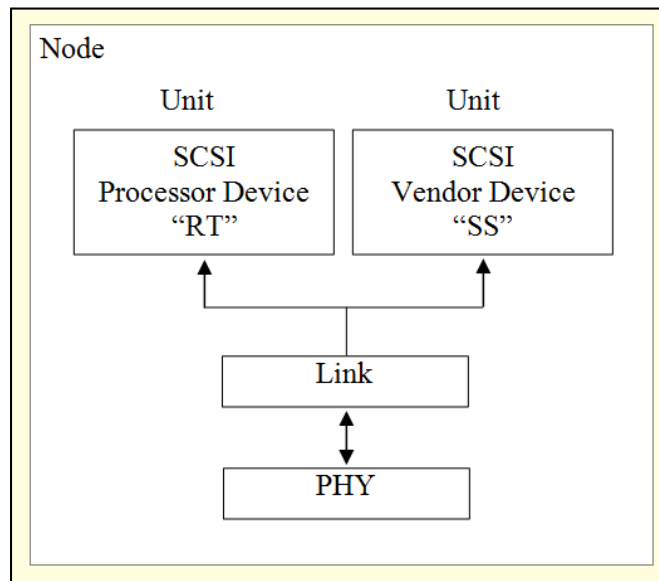 Node
Unit
Unit
SCSI
Processor Device
“RT”
SCSI
Vendor Device
“SS”
Link
PHY